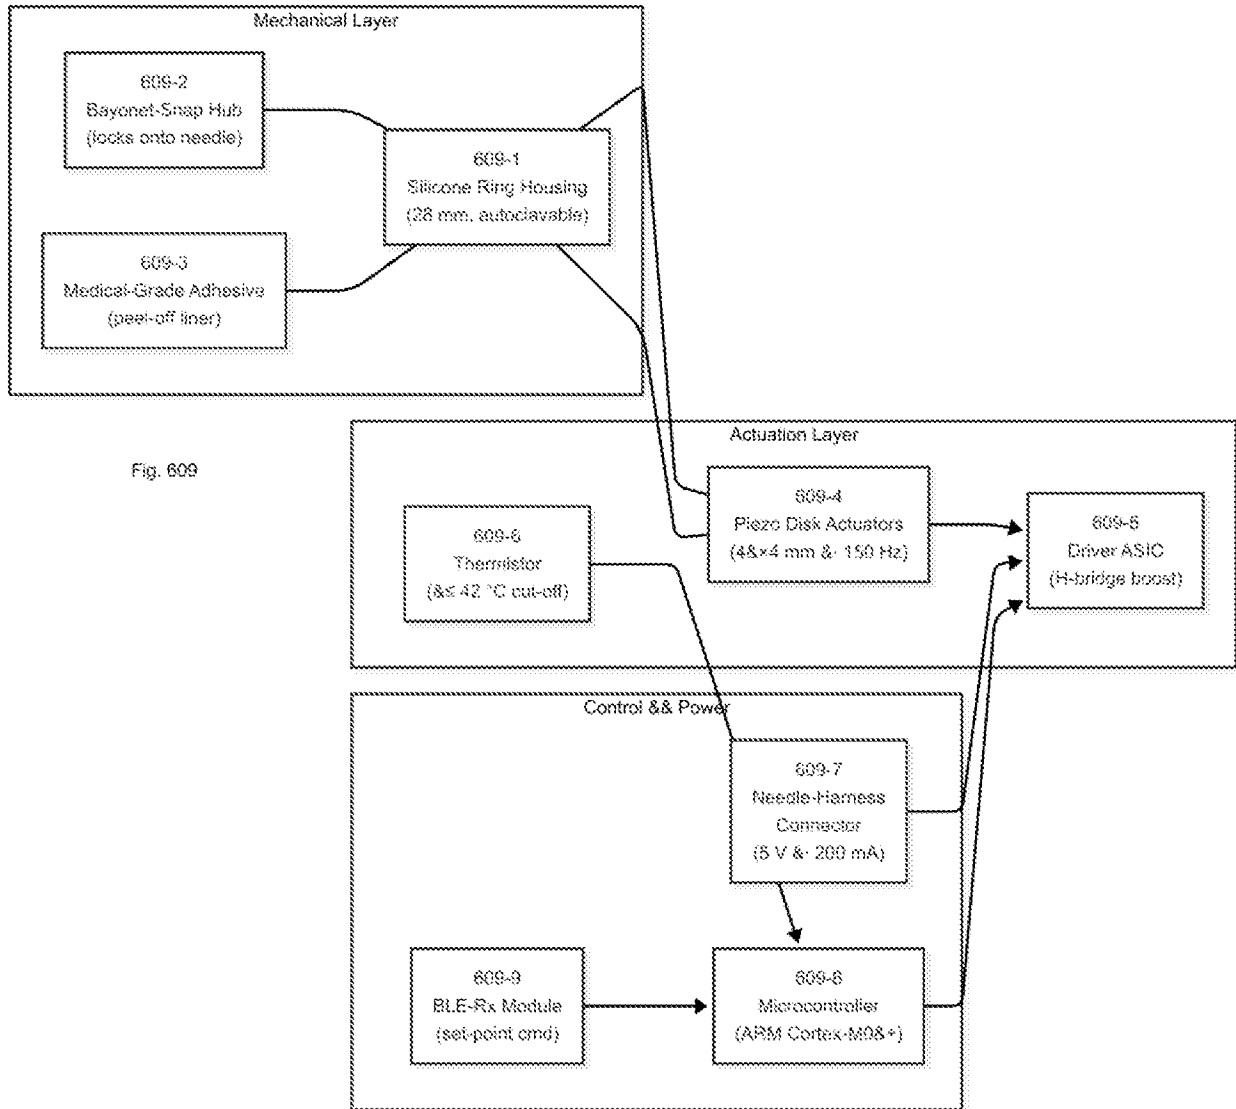 Mechanical Layer
609-2
Bayonet-Snap Hub
(locks onto needle)
609-1
Silicone Ring Housing
(28 mm, autoclavable)
609-3
Medical-Grade Adhesive
(peel-off liner)
Fig. 609
Actuation Layer
609-4
Piezo Disk Actuators
(4&×4 mm &· 150 Hz)
609-5
Driver ASIC
(H-bridge boost)
609-6
Thermistor
(&≤ 42 °C cut-off)
Control && Power
609-7
Needle-Harness
Connector
(5 V &· 200 mA)
609-9
BLE-Rx Module
(set-point cmd)
609-8
Microcontroller
(ARM Cortex-M0&+)